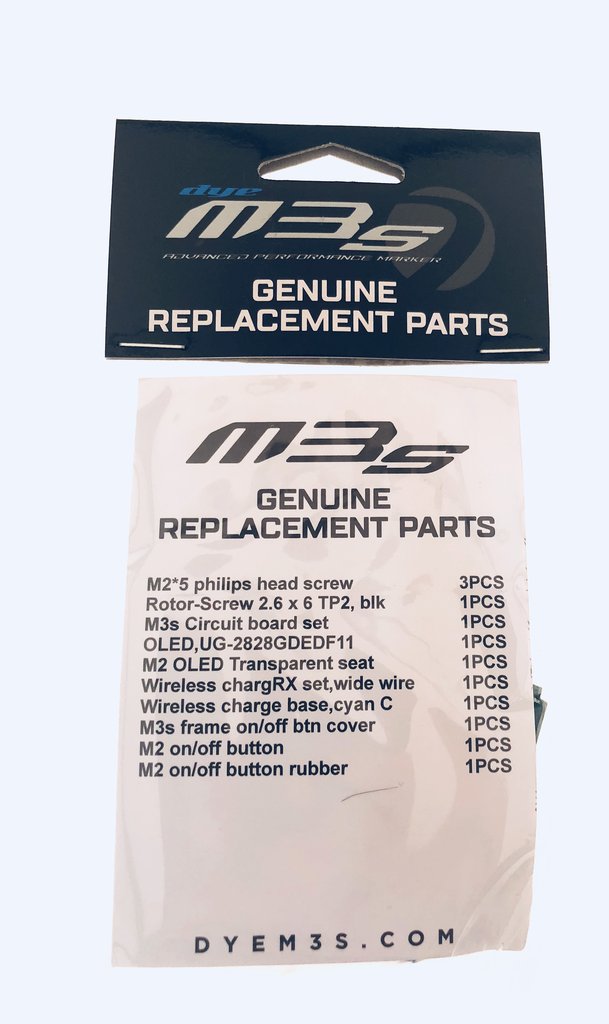 dye
m3s
ADVANCED PERFORMANCE MARKER
GENUINE
REPLACEMENT PARTS
m3s
GENUINE
REPLACEMENT PARTS
M2*5 philips head screw 3PCS
Rotor-Screw 2.6 x 6 TP2, blk 1PCS
M3s Circuit board set 1PCS
OLED,UG-2828GDEDF11 1PCS
M2 OLED Transparent seat 1PCS
Wireless chargRX set,wide wire 1PCS
Wireless charge base,cyan C 1PCS
M3s frame on/off btn cover 1PCS
M2 on/off button 1PCS
M2 on/off button rubber 1PCS
DYEM3S.COM